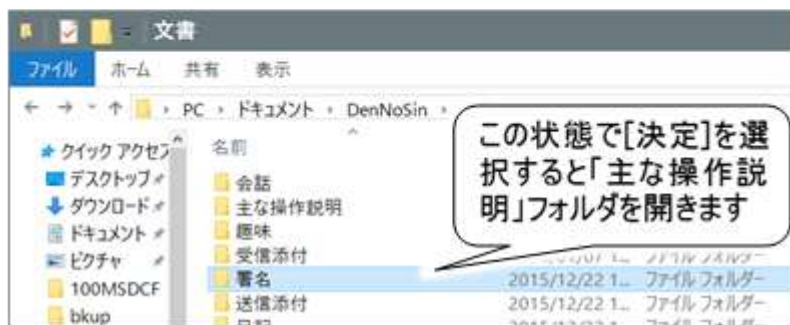 文書
ファイル ホーム 共有 表示
PC › ドキュメント › DenNoSin ›
クイック アクセス
デスクトップ
ダウンロード
ドキュメント
ピクチャ
100MSDCF
bkup
名前
会話
主な操作説明
趣味
受信添付
署名 2015/12/22 1... ファイル フォルダー
送信添付 2015/12/22 1... ファイル フォルダー
この状態で[決定]を選
択すると「主な操作説
明」フォルダを開きます